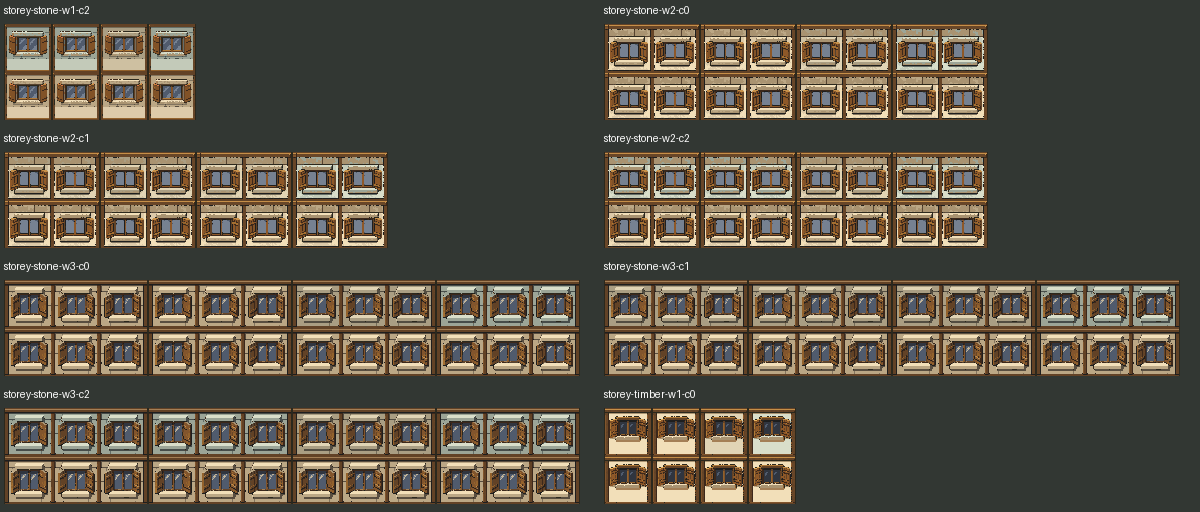 storey-stone-w1-c2
storey-stone-w2-c0
storey-stone-w2-c1
storey-stone-w2-c2
storey-stone-w3-c0
storey-stone-w3-c1
storey-stone-w3-c2
storey-timber-w1-c0